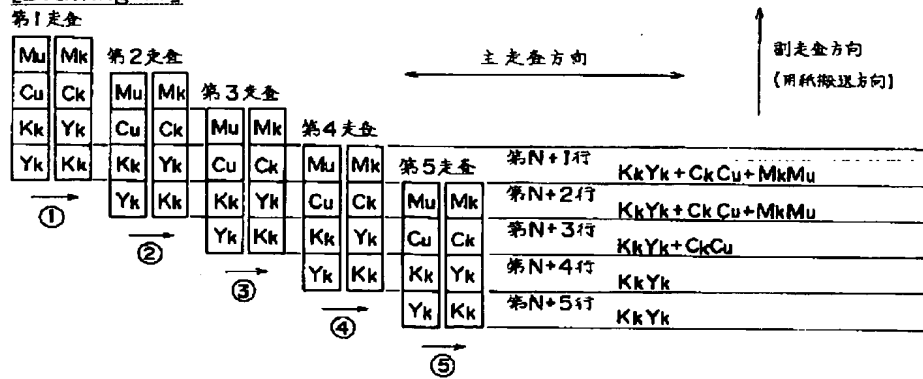 第1走査
Mu Mk
Cu Ck
Kk Yk
Yk Kk
①
第2走査
Mu Mk
Cu Ck
Kk Yk
Yk Kk
②
第3走査
Mu Mk
Cu Ck
Kk Yk
Yk Kk
③
第4走査
Mu Mk
Cu Ck
Kk Yk
Yk Kk
④
第5走査
Mu Mk
Cu Ck
Kk Yk
Yk Kk
⑤
主走査方向
副走査方向
(用紙搬送方向)
第N+1行
KkYk+CkCu+MkMu
第N+2行
KkYk+CkCu+MkMu
第N+3行
KkYk+CkCu
第N+4行
KkYk
第N+5行
KkYk